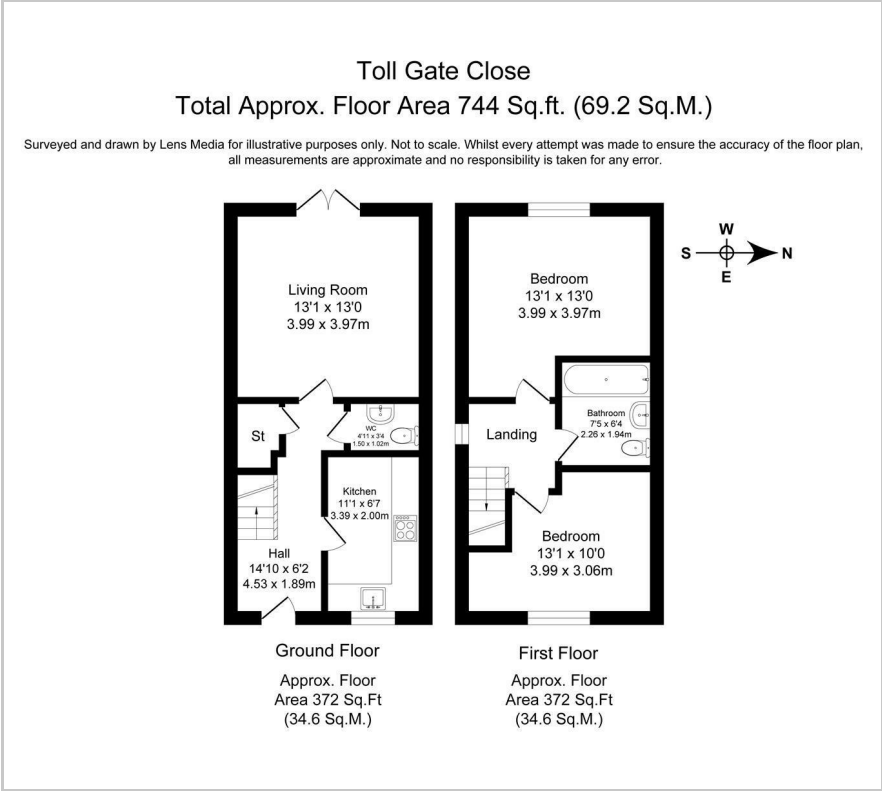 Toll Gate Close
Total Approx. Floor Area 744 Sq.ft. (69.2 Sq.M.)
Surveyed and drawn by Lens Media for illustrative purposes only. Not to scale. Whilst every attempt was made to ensure the accuracy of the floor plan,
all measurements are approximate and no responsibility is taken for any error.
Living Room
13'1 x 13'0
3.99 x 3.97m
St
WC
4'11 x 3'4
1.50 x 1.02m
Kitchen
11'1 x 6'7
3.39 x 2.00m
Hall
14'10 x 6'2
4.53 x 1.89m
Ground Floor
Approx. Floor
Area 372 Sq.Ft
(34.6 Sq.M.)
Bedroom
13'1 x 13'0
3.99 x 3.97m
Bathroom
7'5 x 6'4
2.26 x 1.94m
Landing
Bedroom
13'1 x 10'0
3.99 x 3.06m
First Floor
Approx. Floor
Area 372 Sq.Ft
(34.6 Sq.M.)
W
S N
E